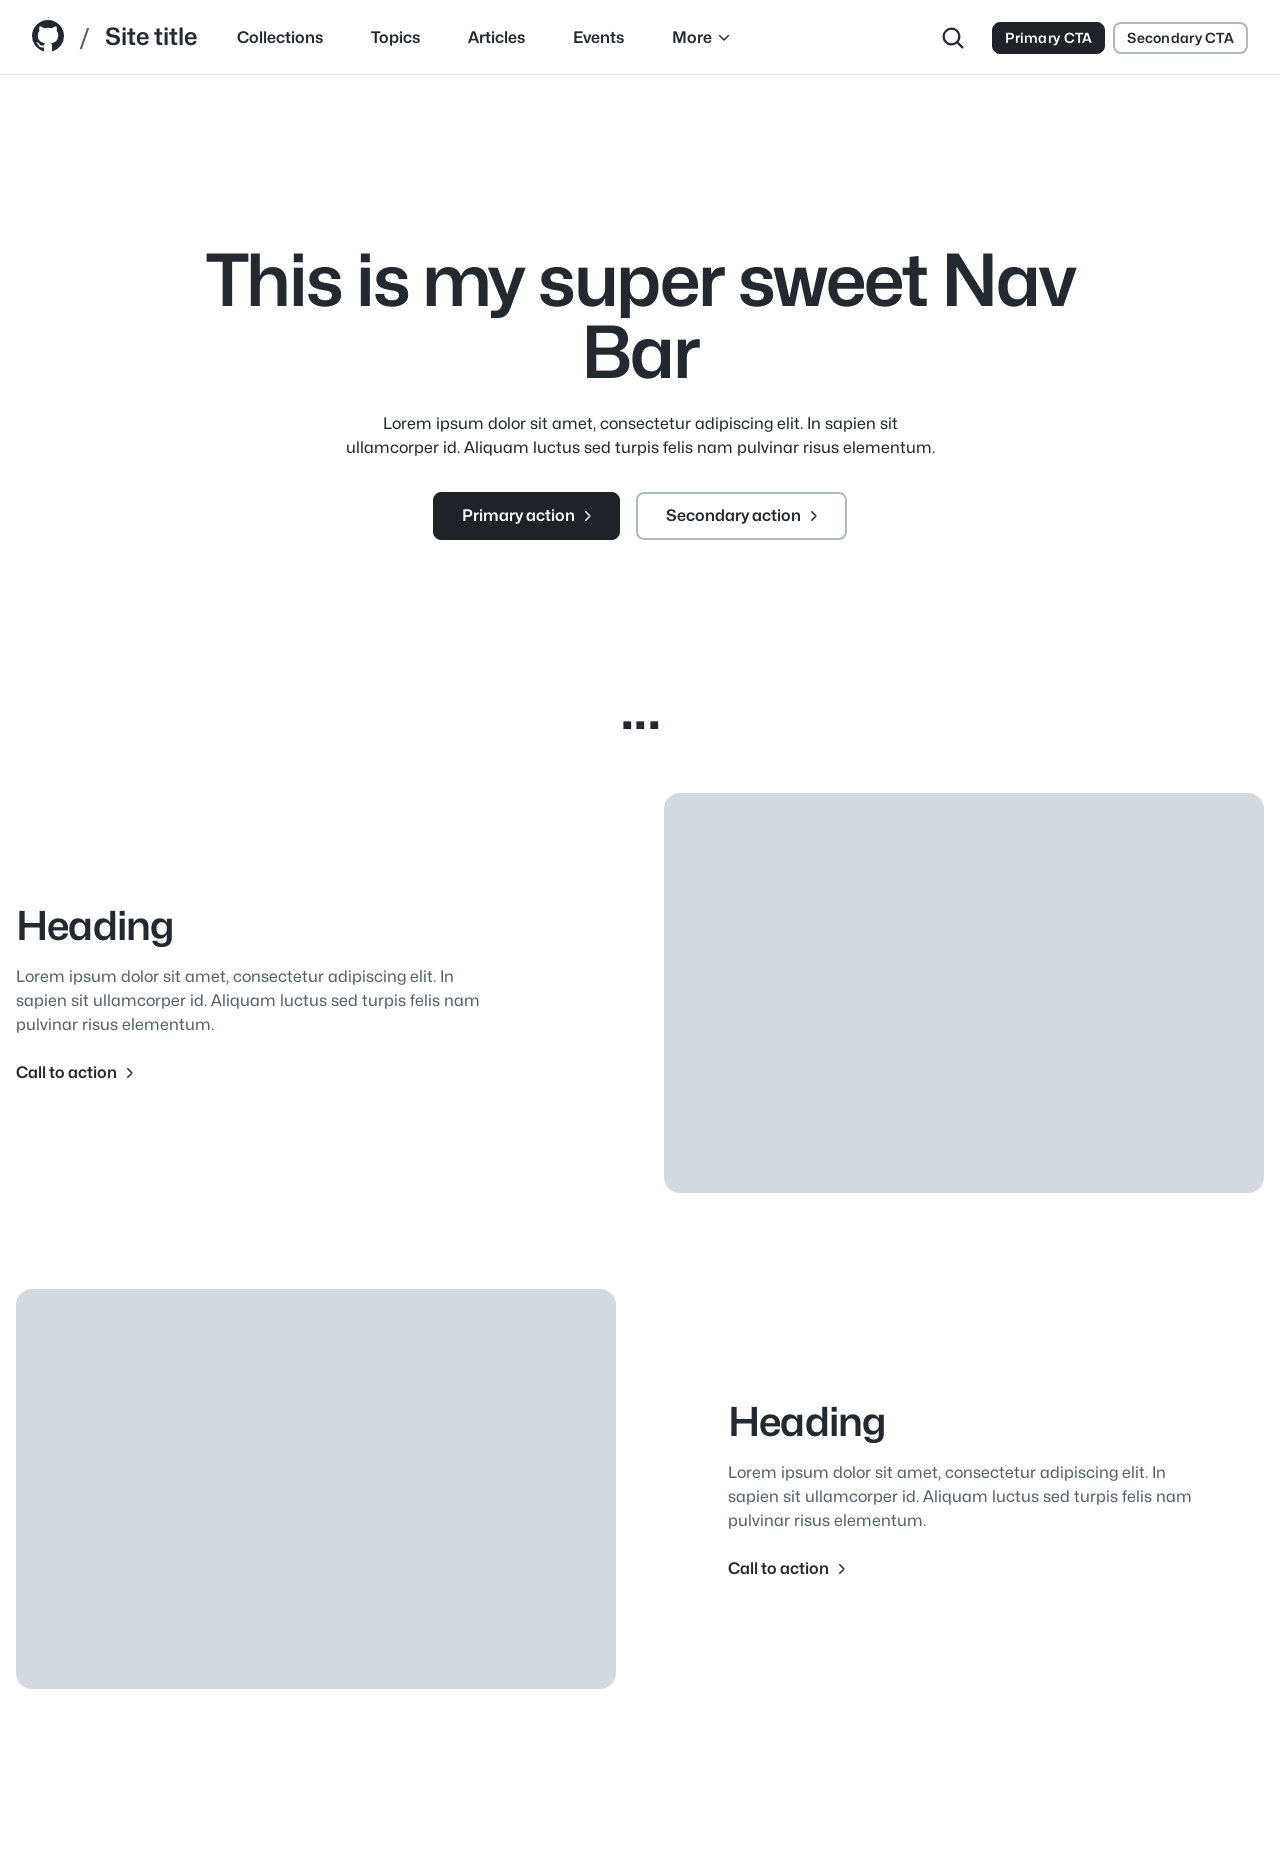 / Site title Collections Topics Articles Events More Primary CTA Secondary CTA
This is my super sweet Nav
Bar
Lorem ipsum dolor sit amet, consectetur adipiscing elit. In sapien sit
ullamcorper id. Aliquam luctus sed turpis felis nam pulvinar risus elementum.
Primary action Secondary action
...
Heading
Lorem ipsum dolor sit amet, consectetur adipiscing elit. In
sapien sit ullamcorper id. Aliquam luctus sed turpis felis nam
pulvinar risus elementum.
Call to action
Heading
Lorem ipsum dolor sit amet, consectetur adipiscing elit. In
sapien sit ullamcorper id. Aliquam luctus sed turpis felis nam
pulvinar risus elementum.
Call to action